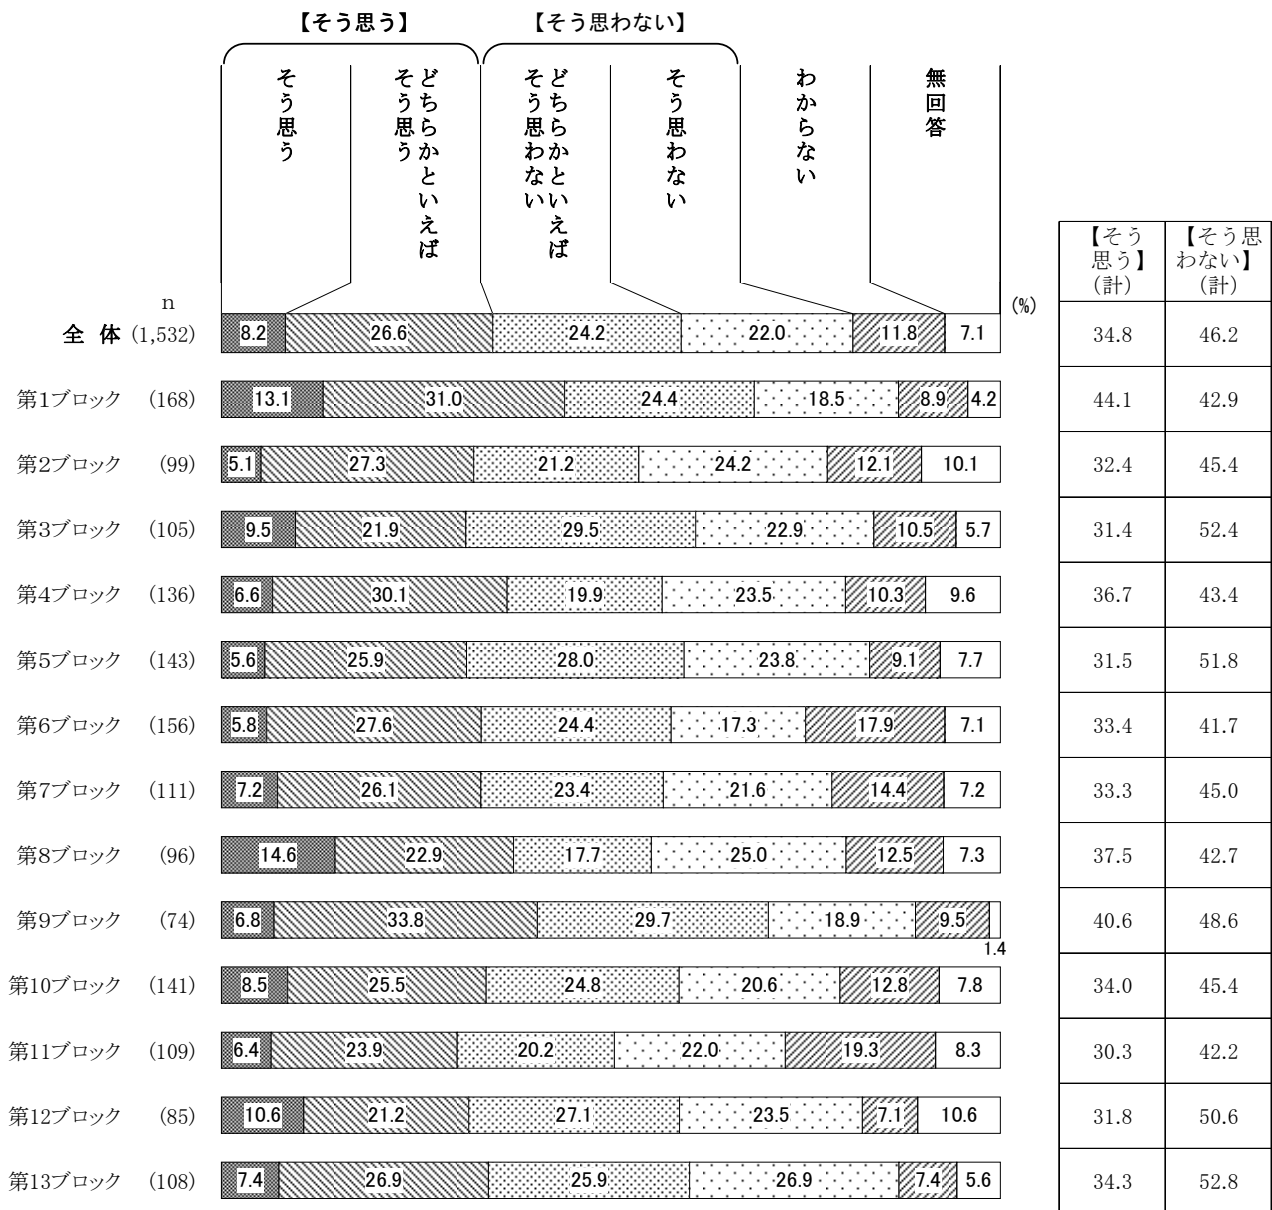 【そう思う】 【そう思わない】
そう思う
どちらかといえば
そう思う
どちらかといえば
そう思わない
そう思わない
わからない
無回答
【そう思う】(計) 【そう思わない】(計)
n (%)
全 体 (1,532) 8.2 26.6 24.2 22.0 11.8 7.1 34.8 46.2
第1ブロック (168) 13.1 31.0 24.4 18.5 8.9 4.2 44.1 42.9
第2ブロック (99) 5.1 27.3 21.2 24.2 12.1 10.1 32.4 45.4
第3ブロック (105) 9.5 21.9 29.5 22.9 10.5 5.7 31.4 52.4
第4ブロック (136) 6.6 30.1 19.9 23.5 10.3 9.6 36.7 43.4
第5ブロック (143) 5.6 25.9 28.0 23.8 9.1 7.7 31.5 51.8
第6ブロック (156) 5.8 27.6 24.4 17.3 17.9 7.1 33.4 41.7
第7ブロック (111) 7.2 26.1 23.4 21.6 14.4 7.2 33.3 45.0
第8ブロック (96) 14.6 22.9 17.7 25.0 12.5 7.3 37.5 42.7
第9ブロック (74) 6.8 33.8 29.7 18.9 9.5 1.4 40.6 48.6
第10ブロック (141) 8.5 25.5 24.8 20.6 12.8 7.8 34.0 45.4
第11ブロック (109) 6.4 23.9 20.2 22.0 19.3 8.3 30.3 42.2
第12ブロック (85) 10.6 21.2 27.1 23.5 7.1 10.6 31.8 50.6
第13ブロック (108) 7.4 26.9 25.9 26.9 7.4 5.6 34.3 52.8